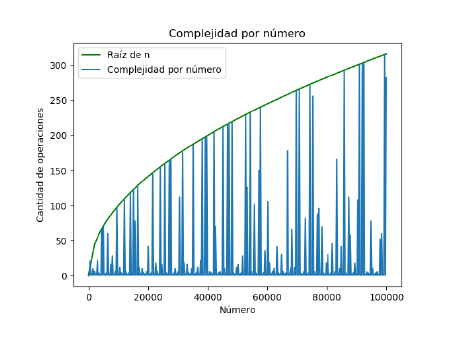 Complejidad por número
Raíz de n
Complejidad por número
300
250
200
150
100
50
0
Cantidad de operaciones
0 20000 40000 60000 80000 100000
Número